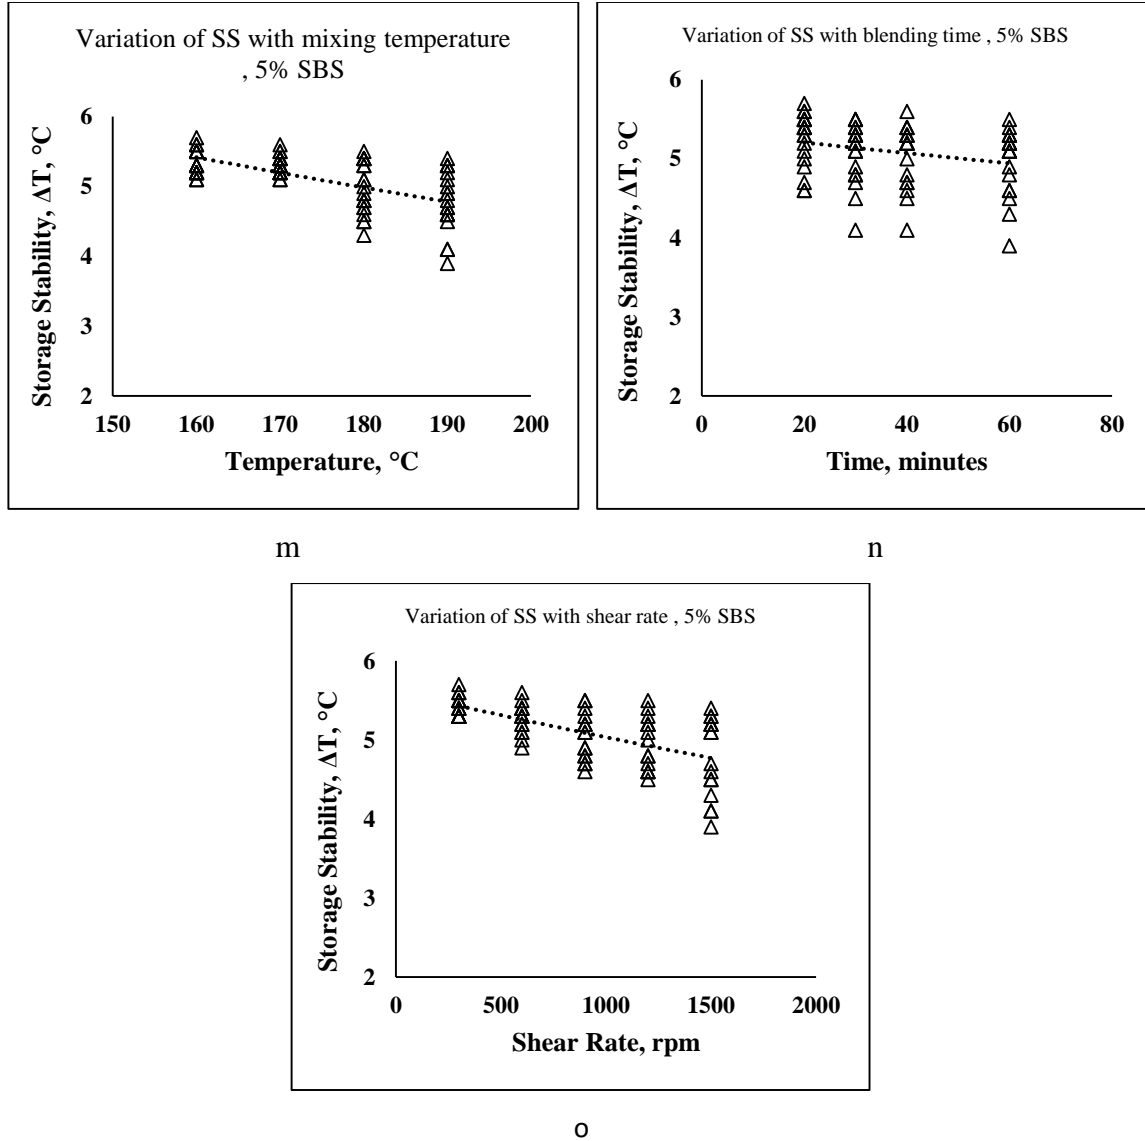 Variation of SS with mixing temperature
, 5% SBS
Storage Stability, ΔT, °C
6
5
4
3
2
150 160 170 180 190 200
Temperature, °C
m
Variation of SS with blending time , 5% SBS
Storage Stability, ΔT, °C
6
5
4
3
2
0 20 40 60 80
Time, minutes
n
Variation of SS with shear rate , 5% SBS
Storage Stability, ΔT, °C
6
5
4
3
2
0 500 1000 1500 2000
Shear Rate, rpm
o